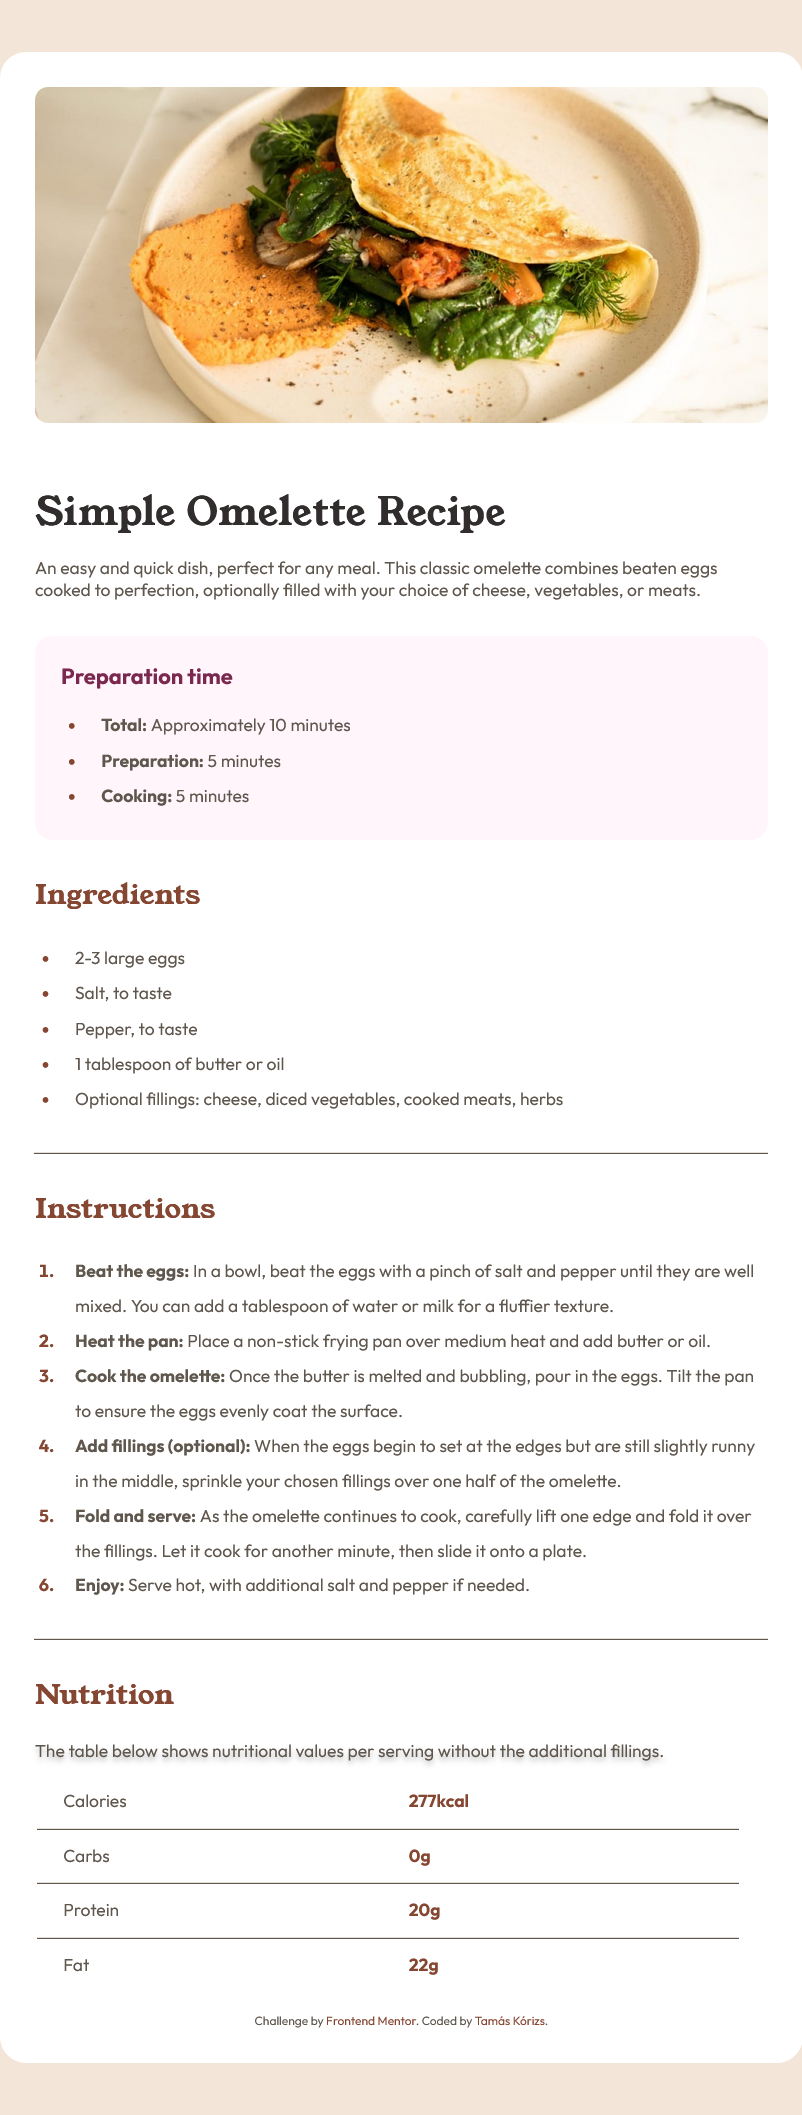 Simple Omelette Recipe
An easy and quick dish, perfect for any meal. This classic omelette combines beaten eggs
cooked to perfection, optionally filled with your choice of cheese, vegetables, or meats.
Preparation time
• Total: Approximately 10 minutes
• Preparation: 5 minutes
• Cooking: 5 minutes
Ingredients
• 2-3 large eggs
• Salt, to taste
• Pepper, to taste
• 1 tablespoon of butter or oil
• Optional fillings: cheese, diced vegetables, cooked meats, herbs
Instructions
1. Beat the eggs: In a bowl, beat the eggs with a pinch of salt and pepper until they are well
mixed. You can add a tablespoon of water or milk for a fluffier texture.
2. Heat the pan: Place a non-stick frying pan over medium heat and add butter or oil.
3. Cook the omelette: Once the butter is melted and bubbling, pour in the eggs. Tilt the pan
to ensure the eggs evenly coat the surface.
4. Add fillings (optional): When the eggs begin to set at the edges but are still slightly runny
in the middle, sprinkle your chosen fillings over one half of the omelette.
5. Fold and serve: As the omelette continues to cook, carefully lift one edge and fold it over
the fillings. Let it cook for another minute, then slide it onto a plate.
6. Enjoy: Serve hot, with additional salt and pepper if needed.
Nutrition
The table below shows nutritional values per serving without the additional fillings.
Calories 277kcal
Carbs 0g
Protein 20g
Fat 22g
Challenge by Frontend Mentor. Coded by Tamás Kórizs.